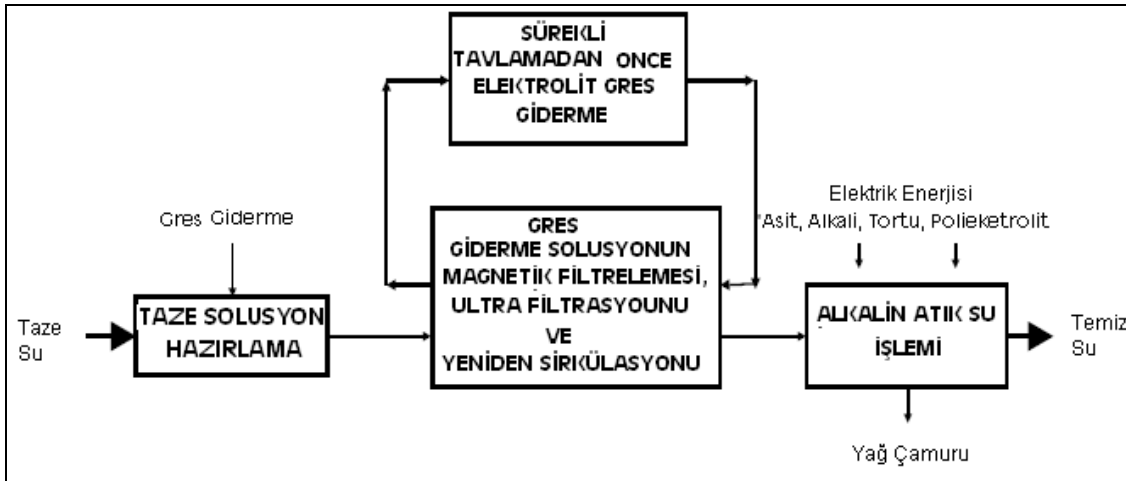 SÜREKLİ
TAVLAMADAN ONCE
ELEKTROLİT GRES
GİDERME
Elektrik Enerjisi
'Asit, Alkali, Tortu, Polieketrolit
Gres Giderme
GRES
GİDERME SOLUSYONUN
MAGNETİK FİLTRELEMESİ,
ULTRA FİLTRASYOUNU
VE
YENİDEN SİRKÜLASYONU
Taze
Su
TAZE SOLUSYON
HAZIRLAMA
ALKALİN ATIK SU
İŞLEMİ
Temiz
Su
Yağ Çamuru